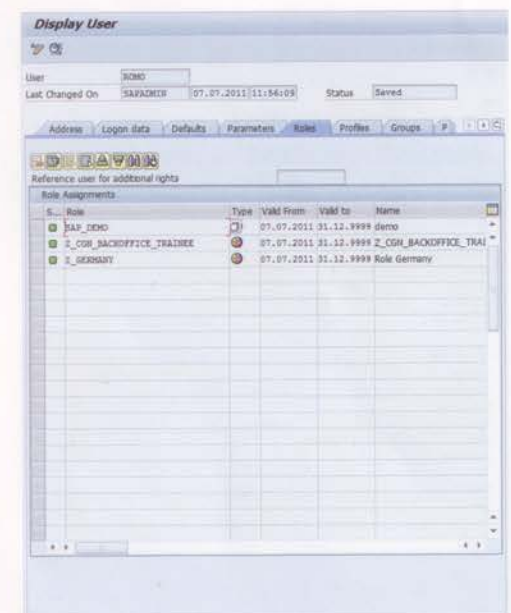 Display User
User ROMO
Last Changed On SAPADMIN 07.07.2011 11:56:09 Status Saved
Address Logon data Defaults Parameters Roles Profiles Groups P
Reference user for additional rights
Role Assignments
S... Role Type Valid From Valid to Name
SAP_DEMO 07.07.2011 31.12.9999 demo
Z_CGN_BACKOFFICE_TRAINEE 07.07.2011 31.12.9999 Z_CGN_BACKOFFICE_TRAI
Z_GERMANY 07.07.2011 31.12.9999 Role Germany